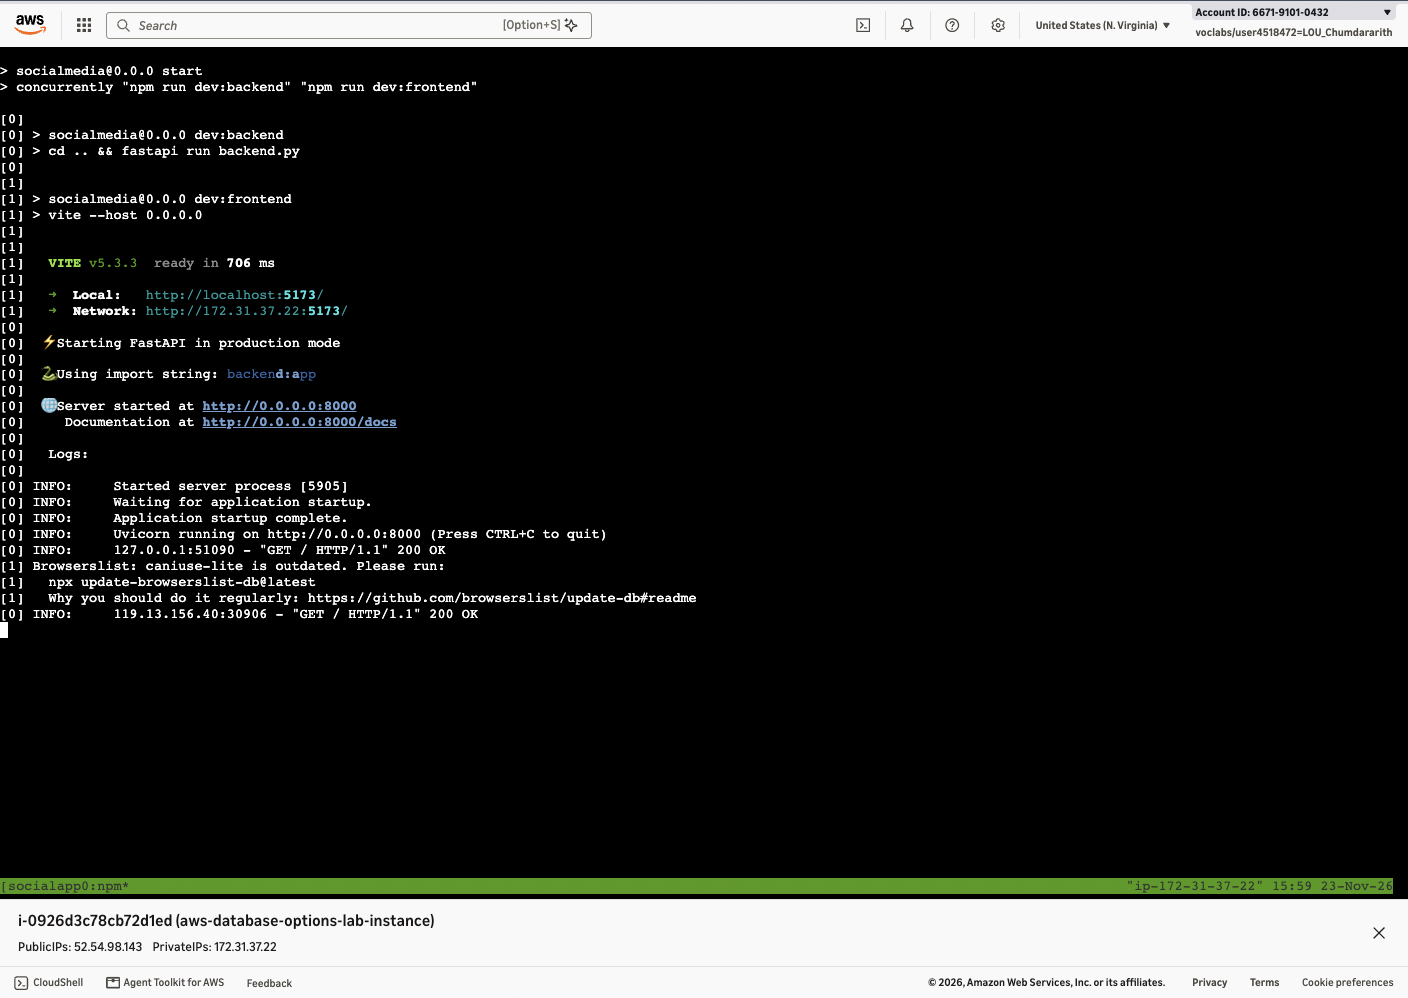 aws
Search
[Option+S]
United States (N. Virginia)
Account ID: 6671-9101-0432
voclabs/user4518472=LOU_Chumdararith
> socialmedia@0.0.0 start
> concurrently "npm run dev:backend" "npm run dev:frontend"
[0]
[0] > socialmedia@0.0.0 dev:backend
[0] > cd .. && fastapi run backend.py
[0]
[1]
[1] > socialmedia@0.0.0 dev:frontend
[1] > vite --host 0.0.0.0
[1]
[1]
[1]   VITE v5.3.3  ready in 706 ms
[1]
[1]   ➜  Local:   http://localhost:5173/
[1]   ➜  Network: http://172.31.37.22:5173/
[0]
[0]  ⚡Starting FastAPI in production mode
[0]
[0]  🐍Using import string: backend:app
[0]
[0]  🌐Server started at http://0.0.0.0:8000
[0]     Documentation at http://0.0.0.0:8000/docs
[0]
[0]   Logs:
[0]
[0] INFO:     Started server process [5905]
[0] INFO:     Waiting for application startup.
[0] INFO:     Application startup complete.
[0] INFO:     Uvicorn running on http://0.0.0.0:8000 (Press CTRL+C to quit)
[0] INFO:     127.0.0.1:51090 - "GET / HTTP/1.1" 200 OK
[1] Browserslist: caniuse-lite is outdated. Please run:
[1]   npx update-browserslist-db@latest
[1]   Why you should do it regularly: https://github.com/browserslist/update-db#readme
[0] INFO:     119.13.156.40:30906 - "GET / HTTP/1.1" 200 OK
[socialapp0:npm* "ip-172-31-37-22" 15:59 23-Nov-26
i-0926d3c78cb72d1ed (aws-database-options-lab-instance)
PublicIPs: 52.54.98.143 PrivateIPs: 172.31.37.22
CloudShell
Agent Toolkit for AWS
Feedback
© 2026, Amazon Web Services, Inc. or its affiliates.
Privacy
Terms
Cookie preferences